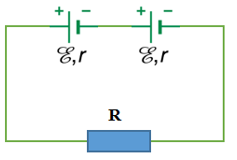 + − + −
ℰ,r ℰ,r
R